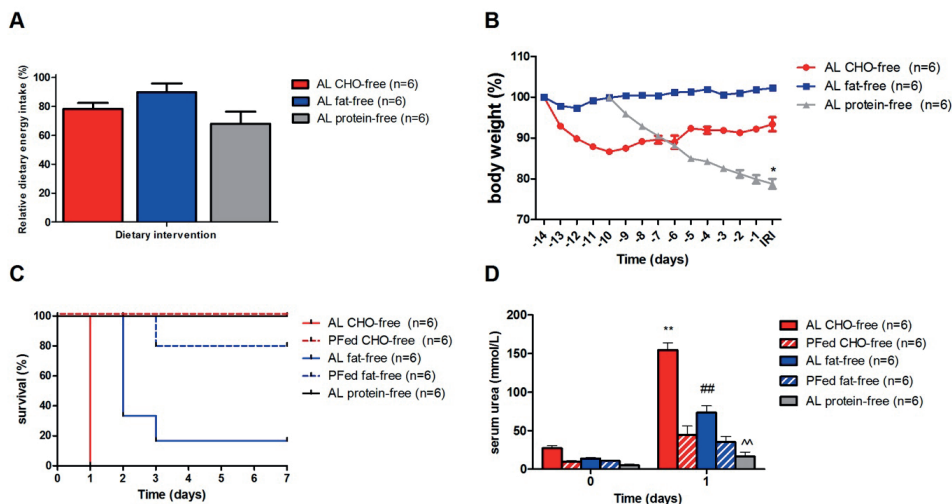 A
Relative dietary energy intake (%)
100
80
60
40
20
0
Dietary intervention
AL CHO-free (n=6)
AL fat-free (n=6)
AL protein-free (n=6)
B
body weight (%)
110
100
90
80
70
-14
-13
-12
-11
-10
-9
-8
-7
-6
-5
-4
-3
-2
-1
IRI
Time (days)
*
AL CHO-free (n=6)
AL fat-free (n=6)
AL protein-free (n=6)
C
survival (%)
100
80
60
40
20
0
0 1 2 3 4 5 6 7
Time (days)
AL CHO-free (n=6)
PFed CHO-free (n=6)
AL fat-free (n=6)
PFed fat-free (n=6)
AL protein-free (n=6)
D
serum urea (mmol/L)
200
150
100
50
0
**
##
^^
0 1
Time (days)
AL CHO-free (n=6)
PFed CHO-free (n=6)
AL fat-free (n=6)
PFed fat-free (n=6)
AL protein-free (n=6)